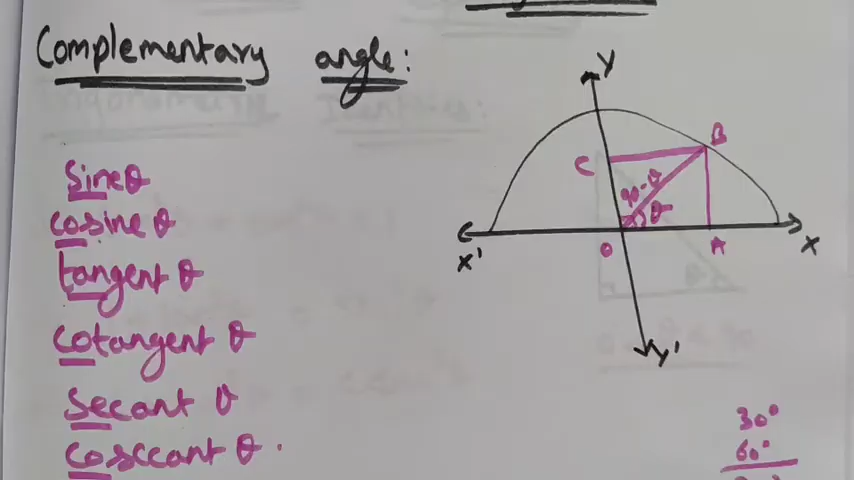 Complementary angle:
sine θ
cosine θ
tangent θ
cotangent θ
secant θ
cosecant θ
Y
C
B
90-θ
θ
X'
O
A
X
Y'
30°
60°